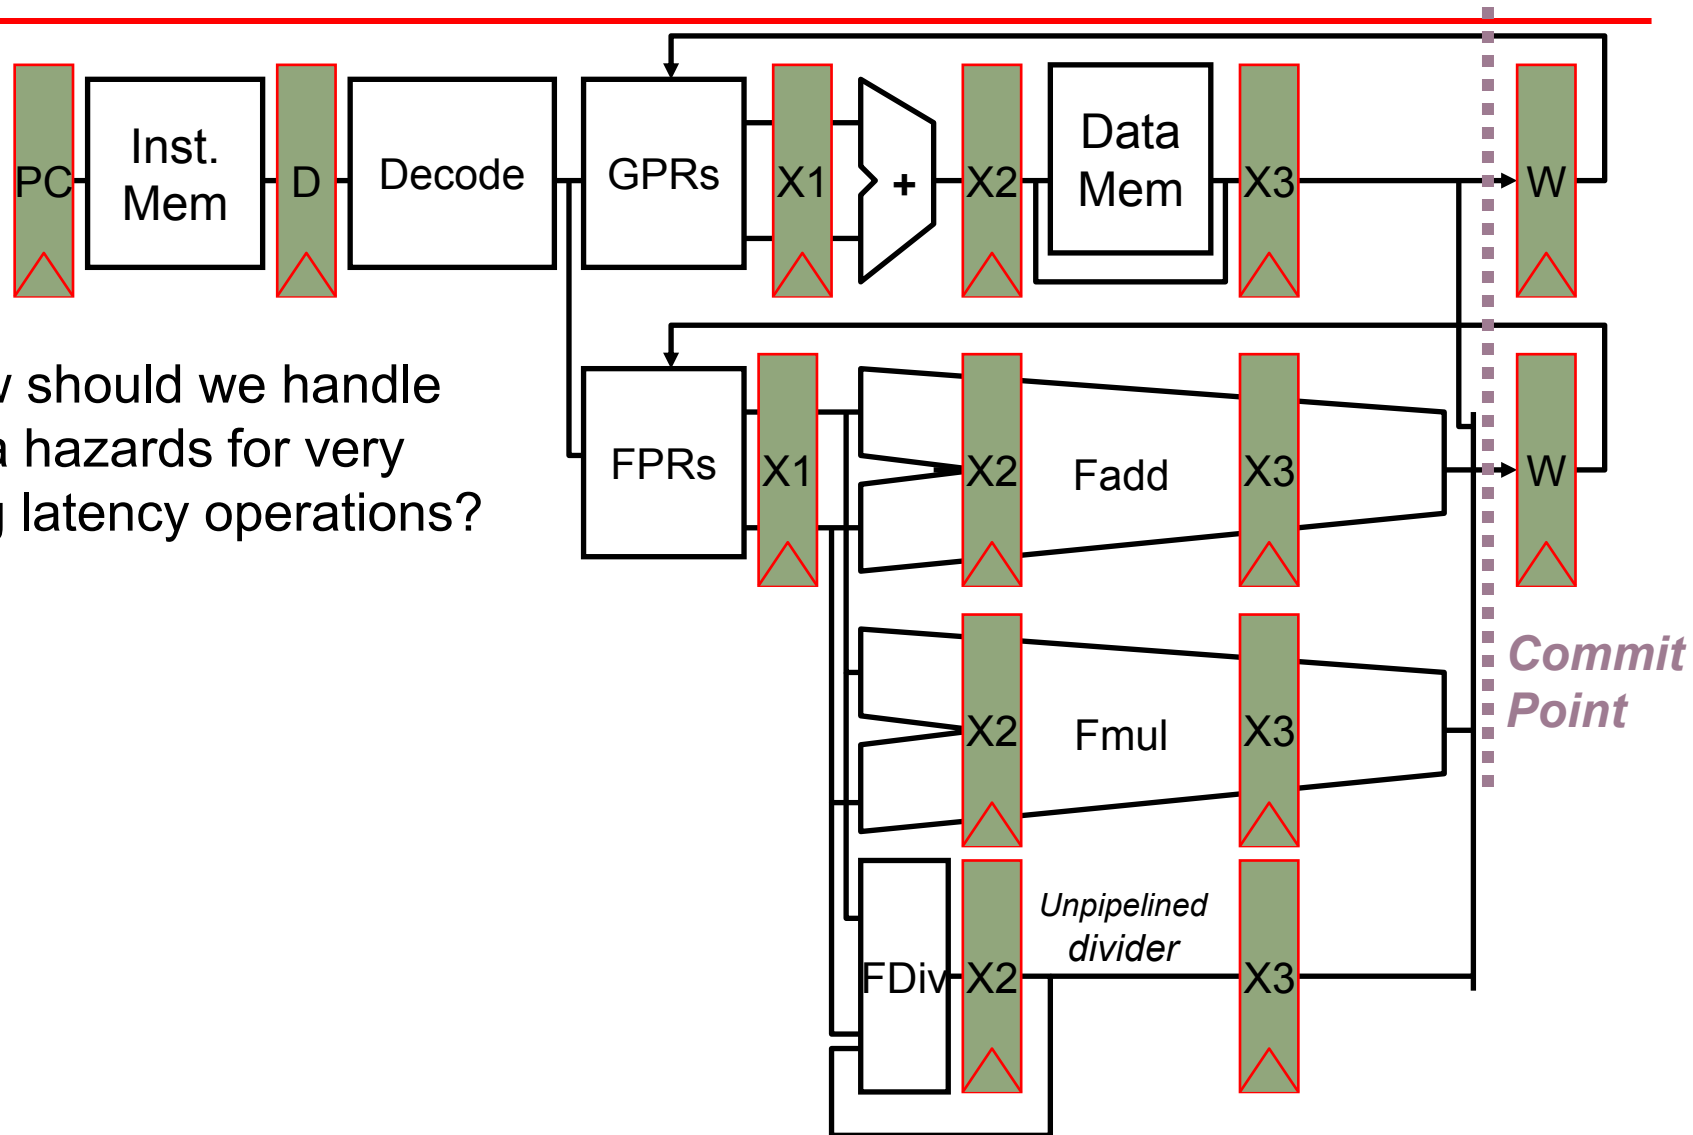 PC
Inst.
Mem
D
Decode
GPRs
X1
+
X2
Data
Mem
X3
W
should we handle
hazards for very
latency operations?
FPRs
X1
X2
Fadd
X3
W
X2
Fmul
X3
Commit
Point
FDiv
X2
Unpipelined
divider
X3